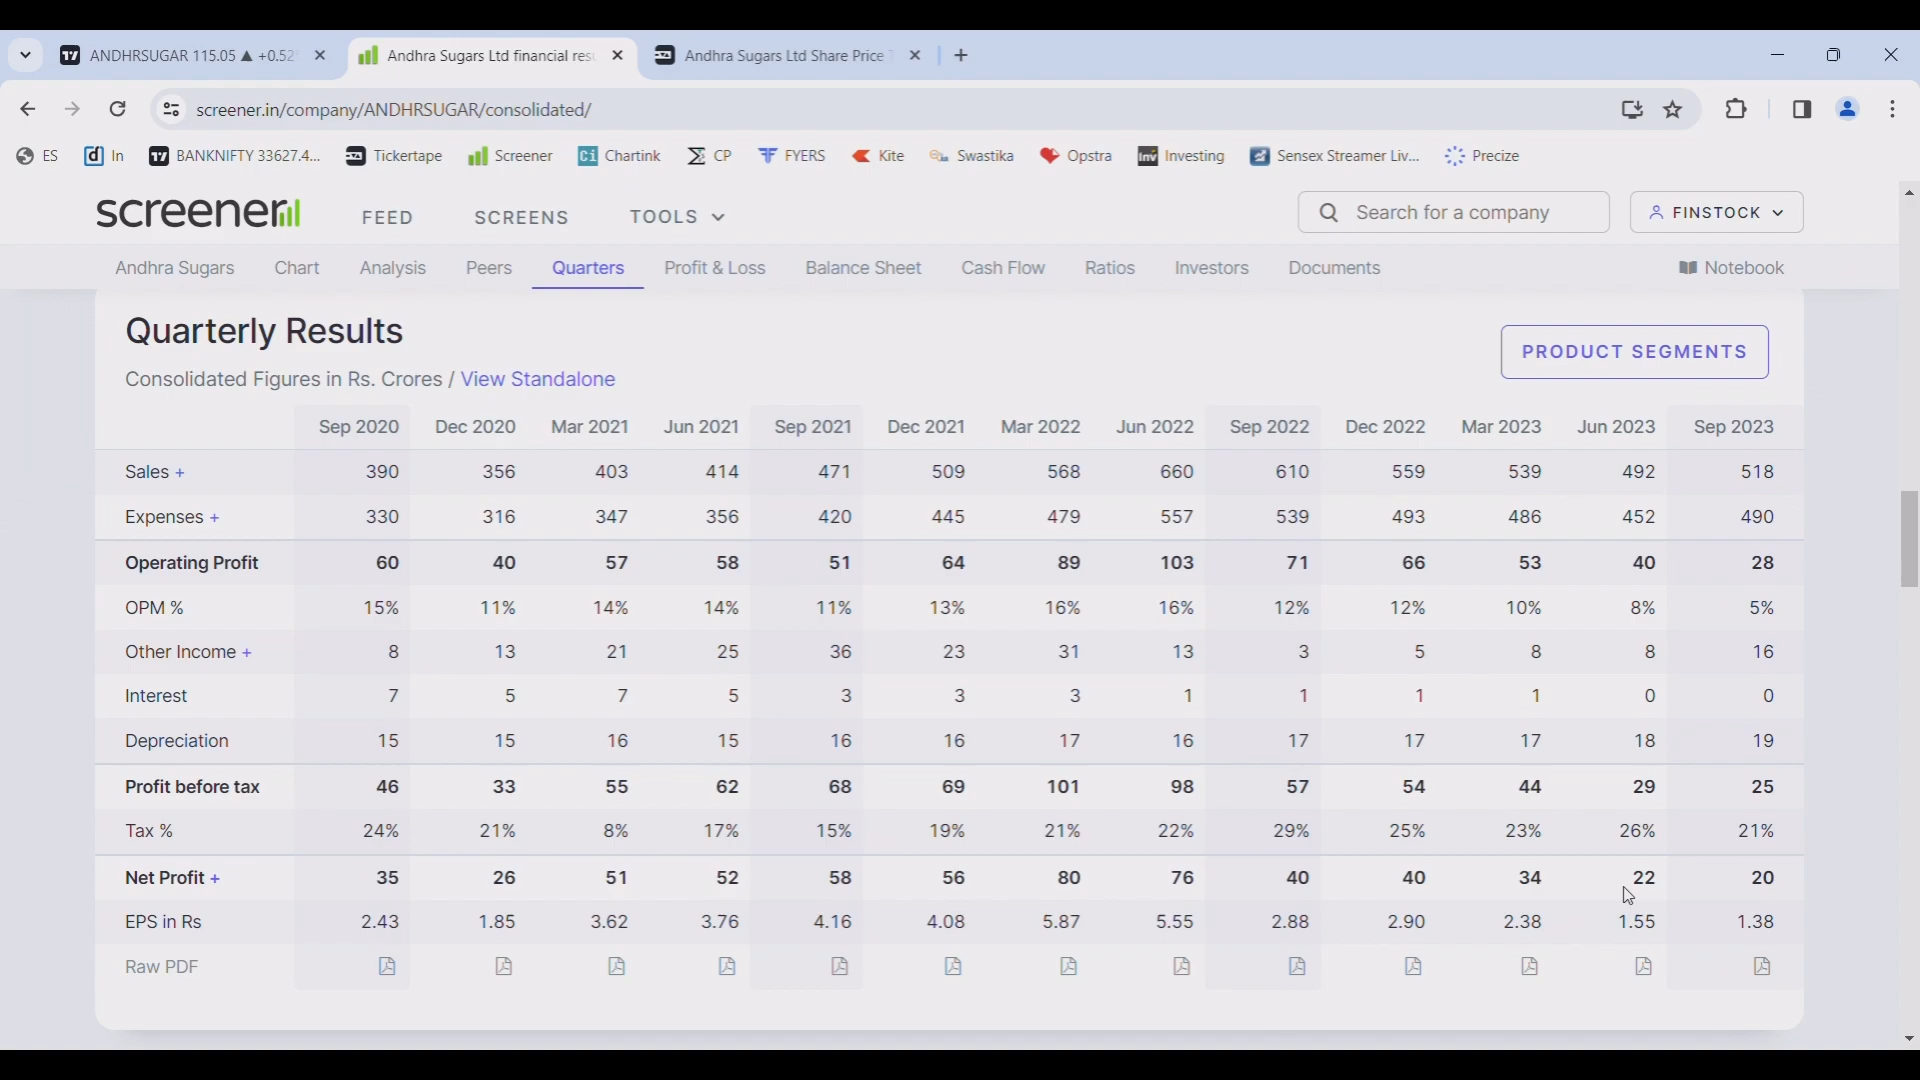 ANDHRSUGAR 115.05 ▲ +0.52
Andhra Sugars Ltd financial res
Andhra Sugars Ltd Share Price
screener.in/company/ANDHRSUGAR/consolidated/
ES In BANKNIFTY 33627.4... Tickertape Screener Chartink CP FYERS Kite Swastika Opstra Investing Sensex Streamer Liv... Precize
screener FEED SCREENS TOOLS Search for a company FINSTOCK
Andhra Sugars Chart Analysis Peers Quarters Profit & Loss Balance Sheet Cash Flow Ratios Investors Documents Notebook
Quarterly Results
PRODUCT SEGMENTS
Consolidated Figures in Rs. Crores / View Standalone
Sep 2020 Dec 2020 Mar 2021 Jun 2021 Sep 2021 Dec 2021 Mar 2022 Jun 2022 Sep 2022 Dec 2022 Mar 2023 Jun 2023 Sep 2023
Sales + 390 356 403 414 471 509 568 660 610 559 539 492 518
Expenses + 330 316 347 356 420 445 479 557 539 493 486 452 490
Operating Profit 60 40 57 58 51 64 89 103 71 66 53 40 28
OPM % 15% 11% 14% 14% 11% 13% 16% 16% 12% 12% 10% 8% 5%
Other Income + 8 13 21 25 36 23 31 13 3 5 8 8 16
Interest 7 5 7 5 3 3 3 1 1 1 1 0 0
Depreciation 15 15 16 15 16 16 17 16 17 17 17 18 19
Profit before tax 46 33 55 62 68 69 101 98 57 54 44 29 25
Tax % 24% 21% 8% 17% 15% 19% 21% 22% 29% 25% 23% 26% 21%
Net Profit + 35 26 51 52 58 56 80 76 40 40 34 22 20
EPS in Rs 2.43 1.85 3.62 3.76 4.16 4.08 5.87 5.55 2.88 2.90 2.38 1.55 1.38
Raw PDF